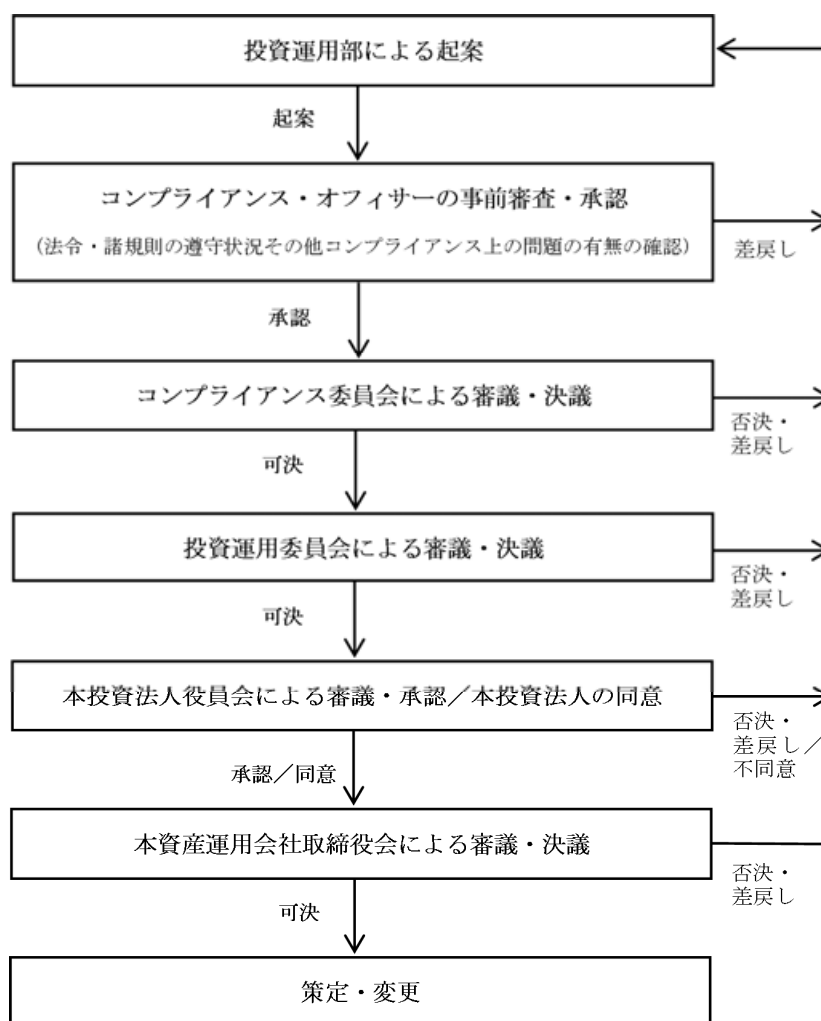 投資運用部による起案
起案
コンプライアンス・オフィサーの事前審査・承認
（法令・諸規則の遵守状況その他コンプライアンス上の問題の有無の確認）
差戻し
承認
コンプライアンス委員会による審議・決議
否決・
差戻し
可決
投資運用委員会による審議・決議
否決・
差戻し
可決
本投資法人役員会による審議・承認／本投資法人の同意
否決・
差戻し／
不同意
承認／同意
本資産運用会社取締役会による審議・決議
否決・
差戻し
可決
策定・変更